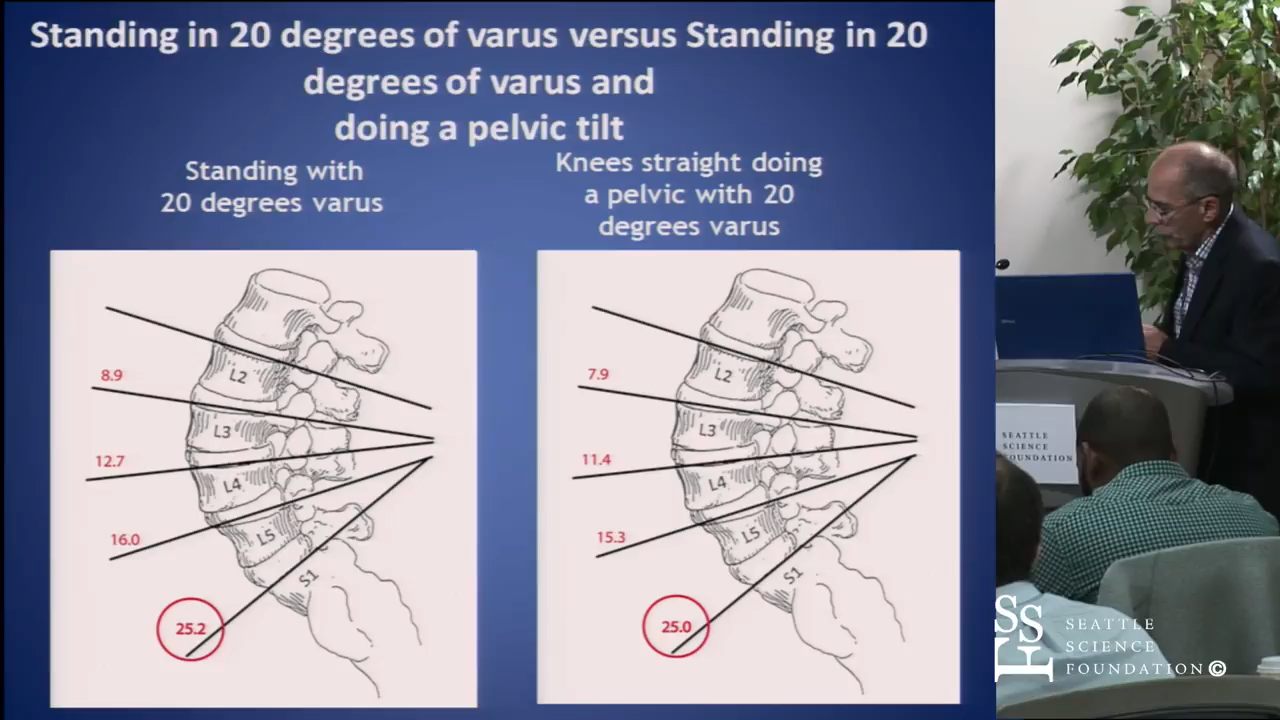 Standing in 20 degrees of varus versus Standing in 20
degrees of varus and
doing a pelvic tilt
Standing with
20 degrees varus
Knees straight doing
a pelvic with 20
degrees varus
8.9
12.7
16.0
25.2
L2
L3
L4
L5
S1
7.9
11.4
15.3
25.0
L2
L3
L4
L5
S1
SEATTLE
SCIENCE
FOUNDATION
SSF
SEATTLE
SCIENCE
FOUNDATION©